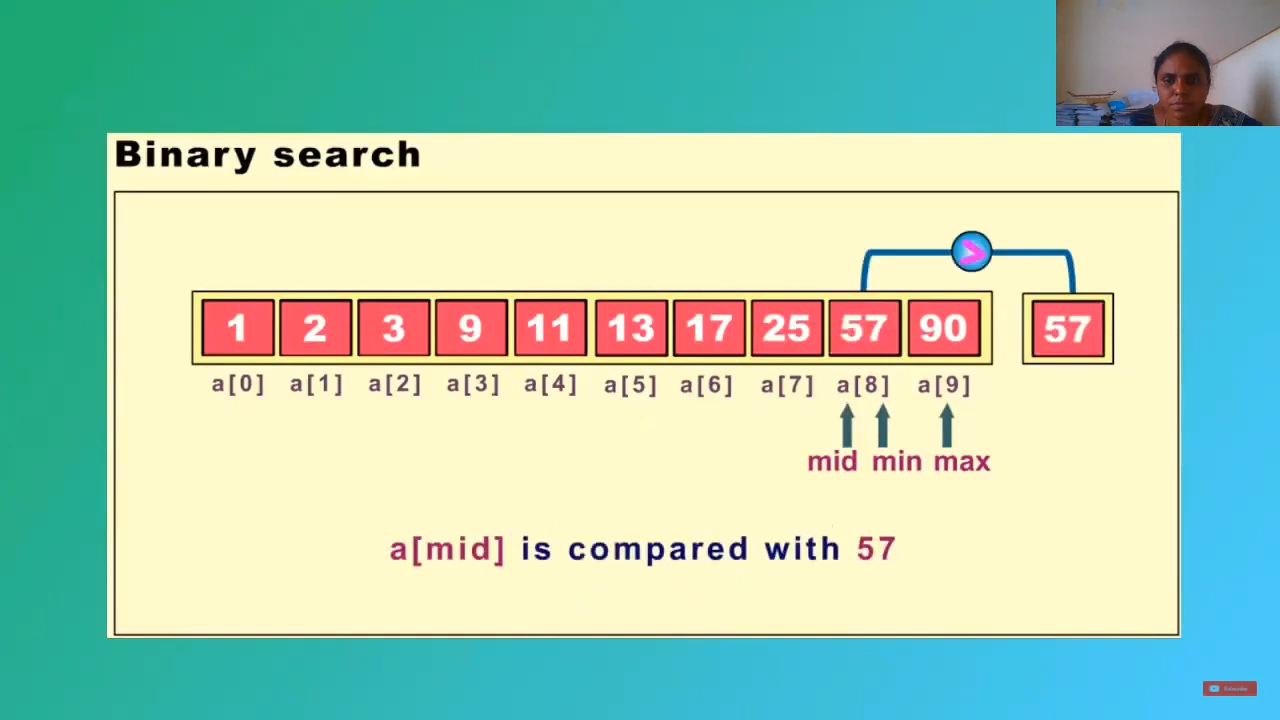 Binary search
>
1 2 3 9 11 13 17 25 57 90 57
a[0] a[1] a[2] a[3] a[4] a[5] a[6] a[7] a[8] a[9]
mid min max
a[mid] is compared with 57
Subscribe